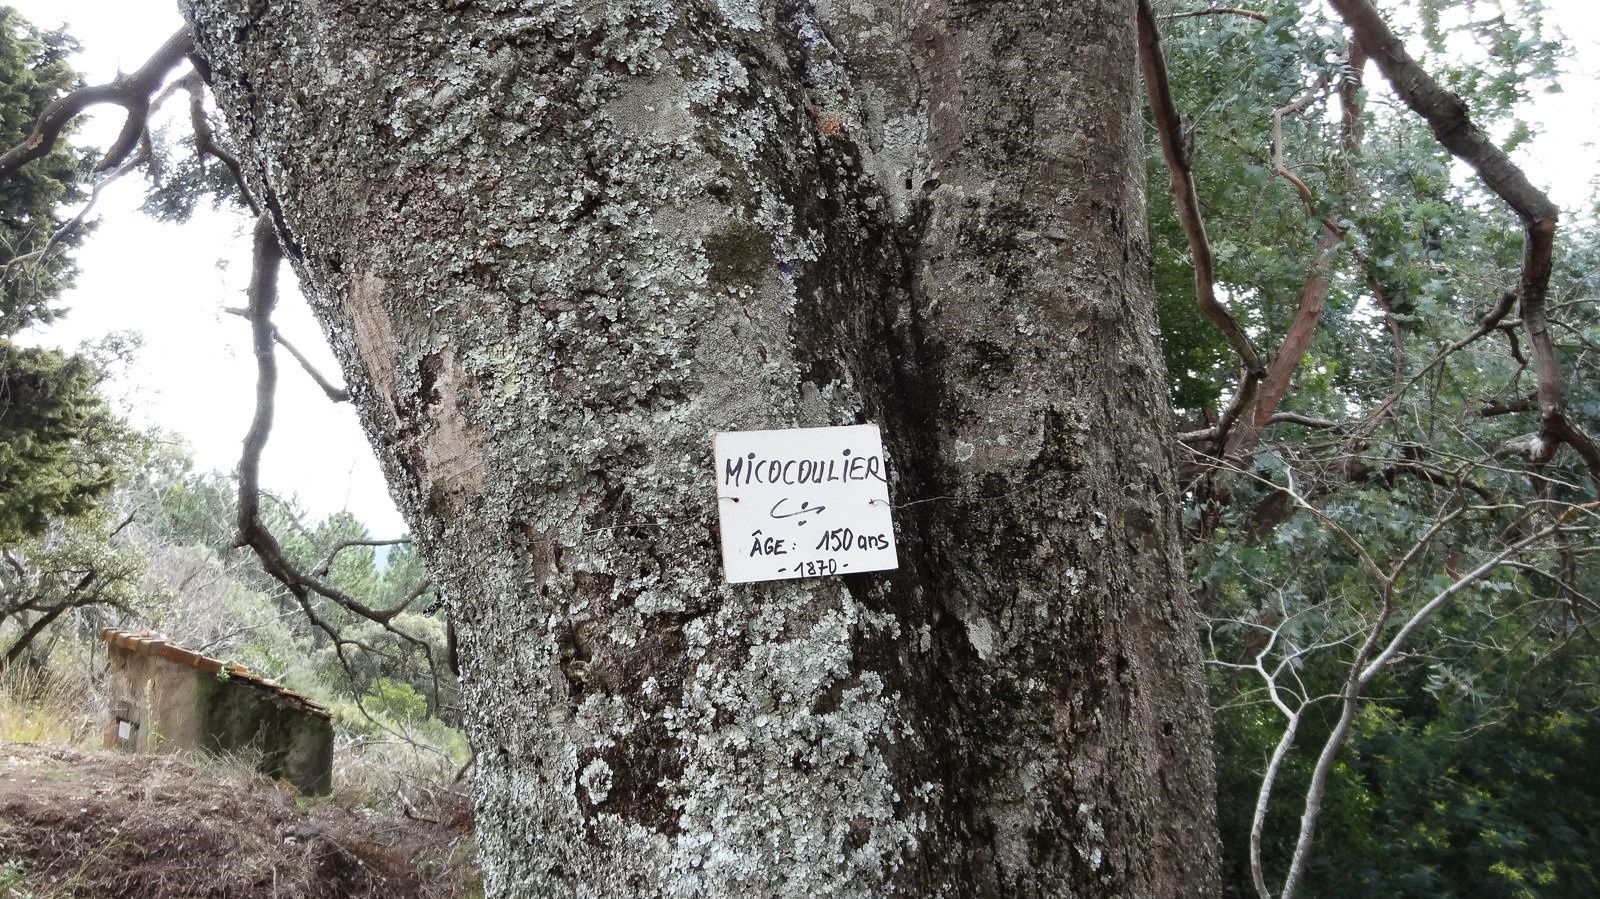 MICOCOULIER
ÂGE: 150 ans
- 1870 -